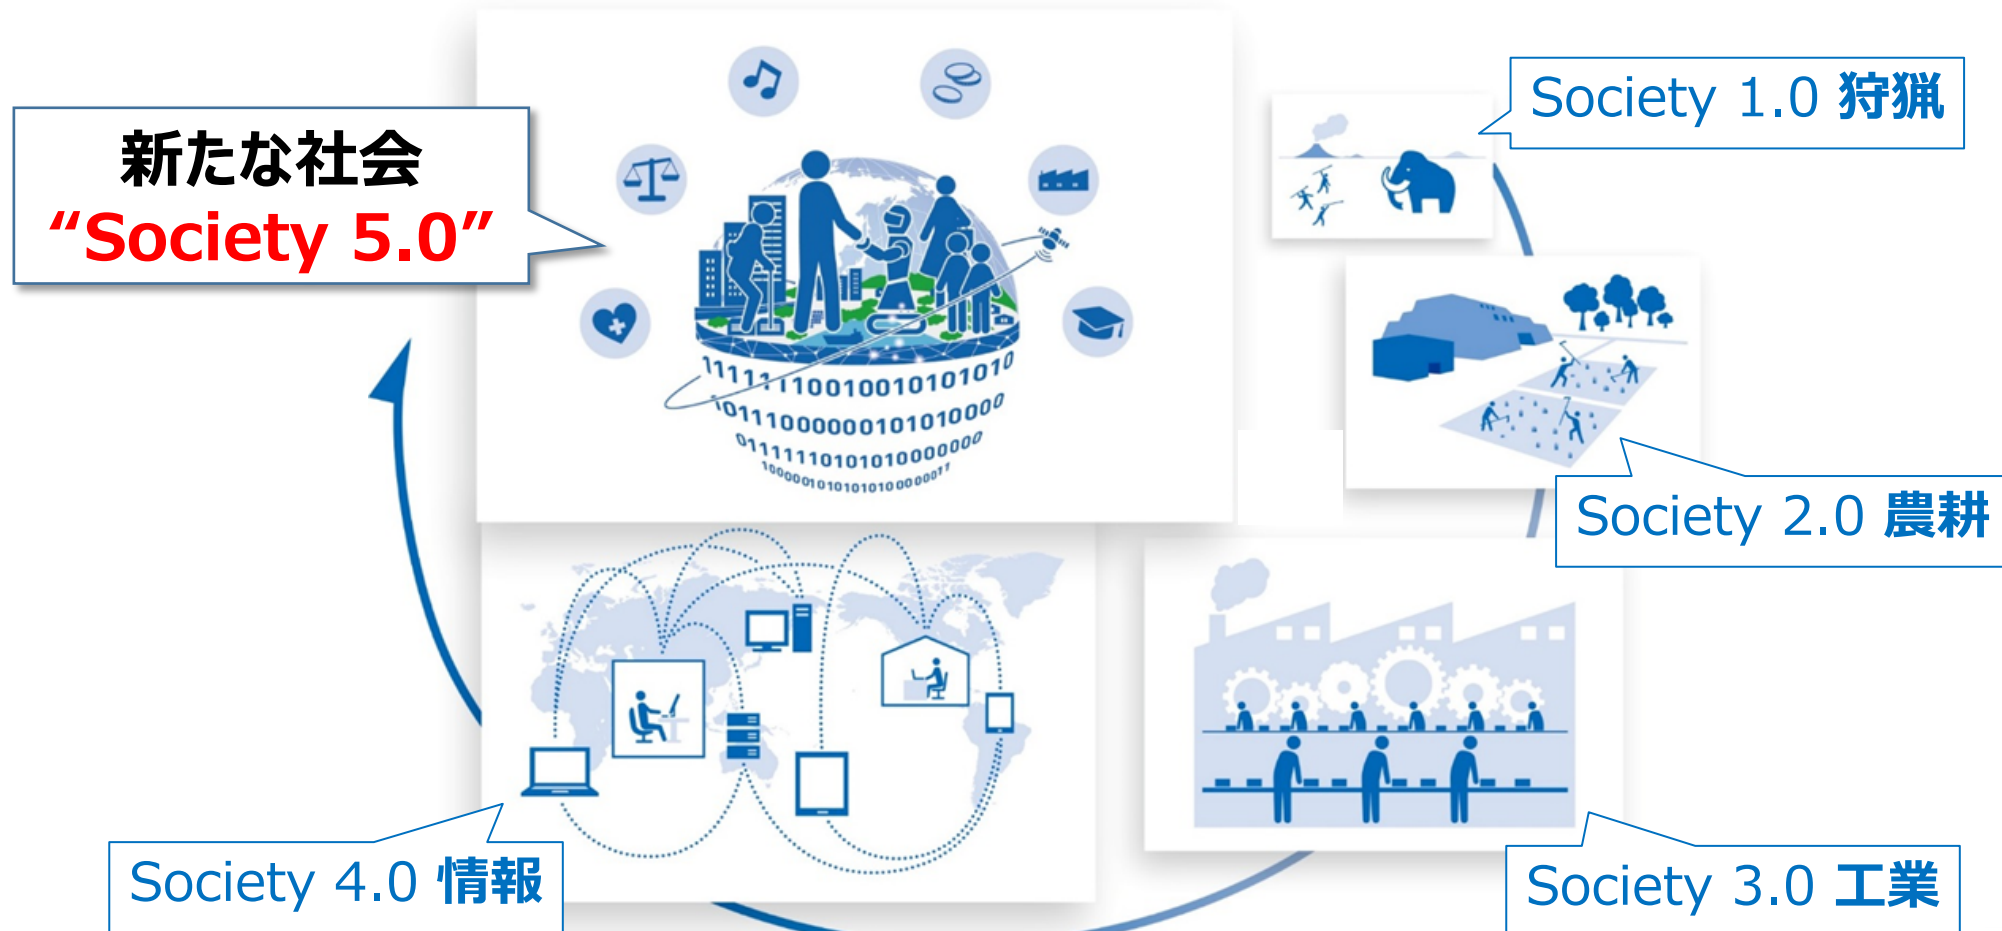 新たな社会
“Society 5.0”
Society 1.0 狩猟
Society 2.0 農耕
Society 3.0 工業
Society 4.0 情報